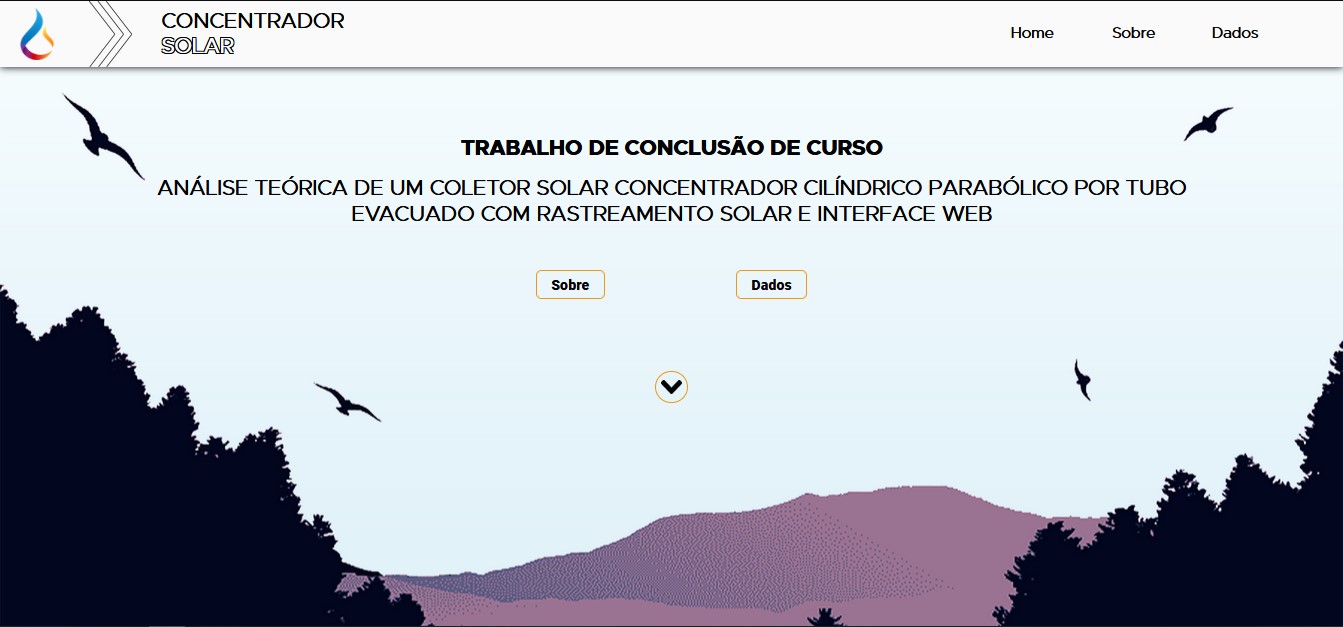 CONCENTRADOR
SOLAR
Home
Sobre
Dados
TRABALHO DE CONCLUSÃO DE CURSO
ANÁLISE TEÓRICA DE UM COLETOR SOLAR CONCENTRADOR CILÍNDRICO PARABÓLICO POR TUBO
EVACUADO COM RASTREAMENTO SOLAR E INTERFACE WEB
Sobre
Dados